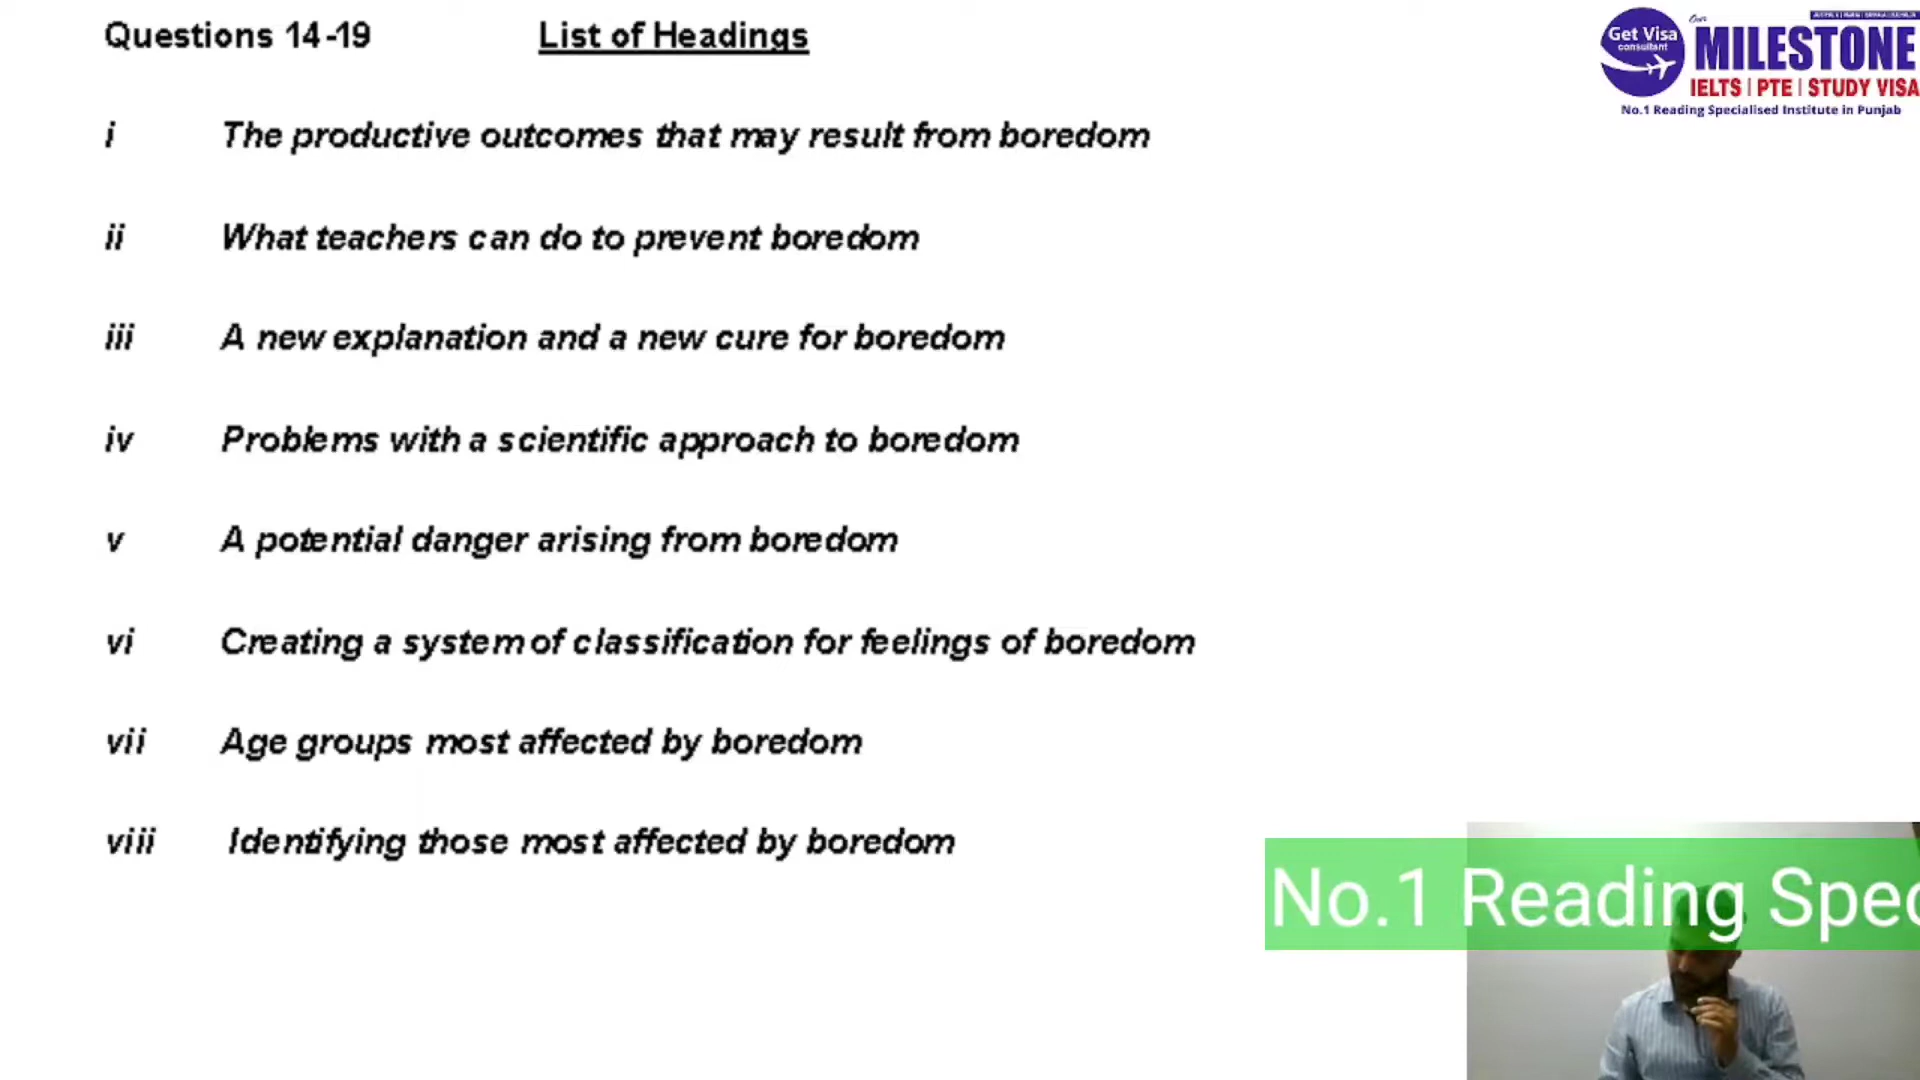 Questions 14-19 List of Headings
i The productive outcomes that may result from boredom
ii What teachers can do to prevent boredom
iii A new explanation and a new cure for boredom
iv Problems with a scientific approach to boredom
v A potential danger arising from boredom
vi Creating a system of classification for feelings of boredom
vii Age groups most affected by boredom
viii Identifying those most affected by boredom
Get Visa
consultant
Our
MILESTONE
IELTS | PTE | STUDY VISA
No.1 Reading Specialised Institute in Punjab
No.1 Reading Spec